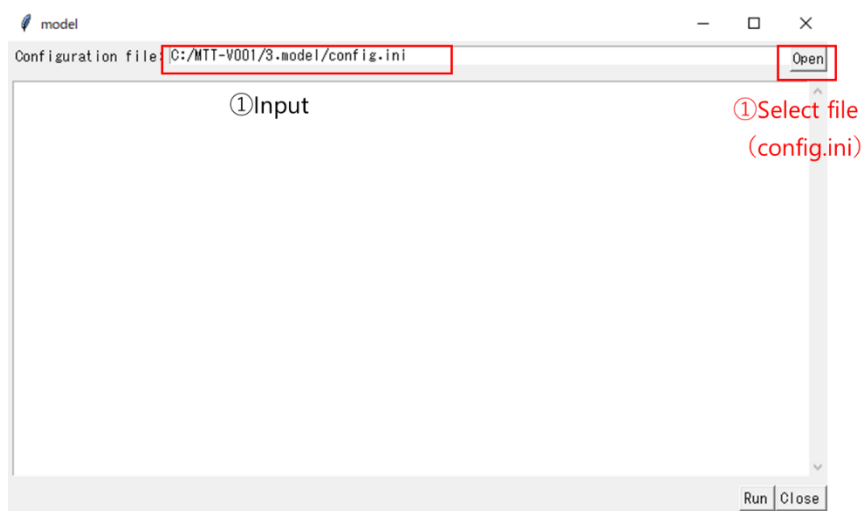 model
Configuration file: C:/MTT-V001/3.model/config.ini
Open
①Input
①Select file
（config.ini）
Run Close